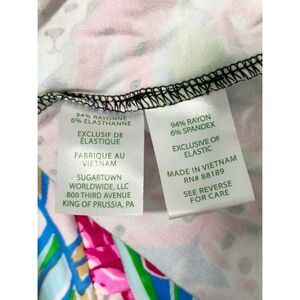 94% RAYONNE
6% ELASTHANNE
EXCLUSIF DE
ÉLASTIQUE
FABRIQUE AU
VIETNAM
SUGARTOWN
WORLDWIDE, LLC
800 THIRD AVENUE
KING OF PRUSSIA, PA
94% RAYON
6% SPANDEX
EXCLUSIVE OF
ELASTIC
MADE IN VIETNAM
RN# 88189
SEE REVERSE
FOR CARE